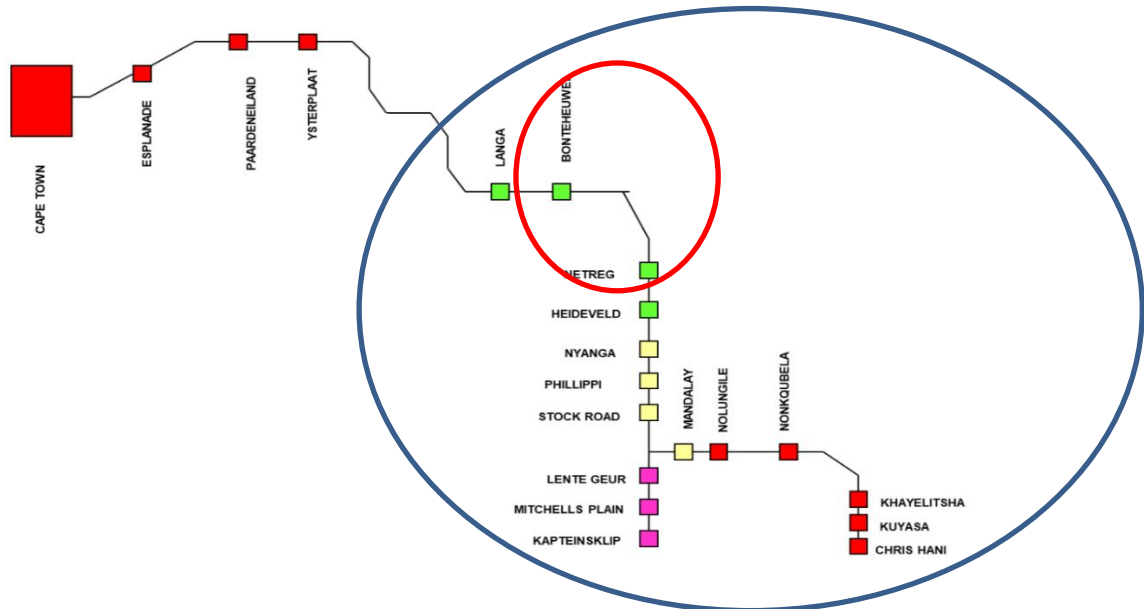 CAPE TOWN
ESPLANADE
PAARDENEILAND
YSTERPLAAT
LANGA
BONTEHEUWE
NETREG
HEIDEVELD
NYANGA
PHILLIPPI
STOCK ROAD
MANDALAY
NOLUNGILE
NONKQUBELA
LENTE GEUR
MITCHELLS PLAIN
KAPTEINSKLIP
KHAYELITSHA
KUYASA
CHRIS HANI